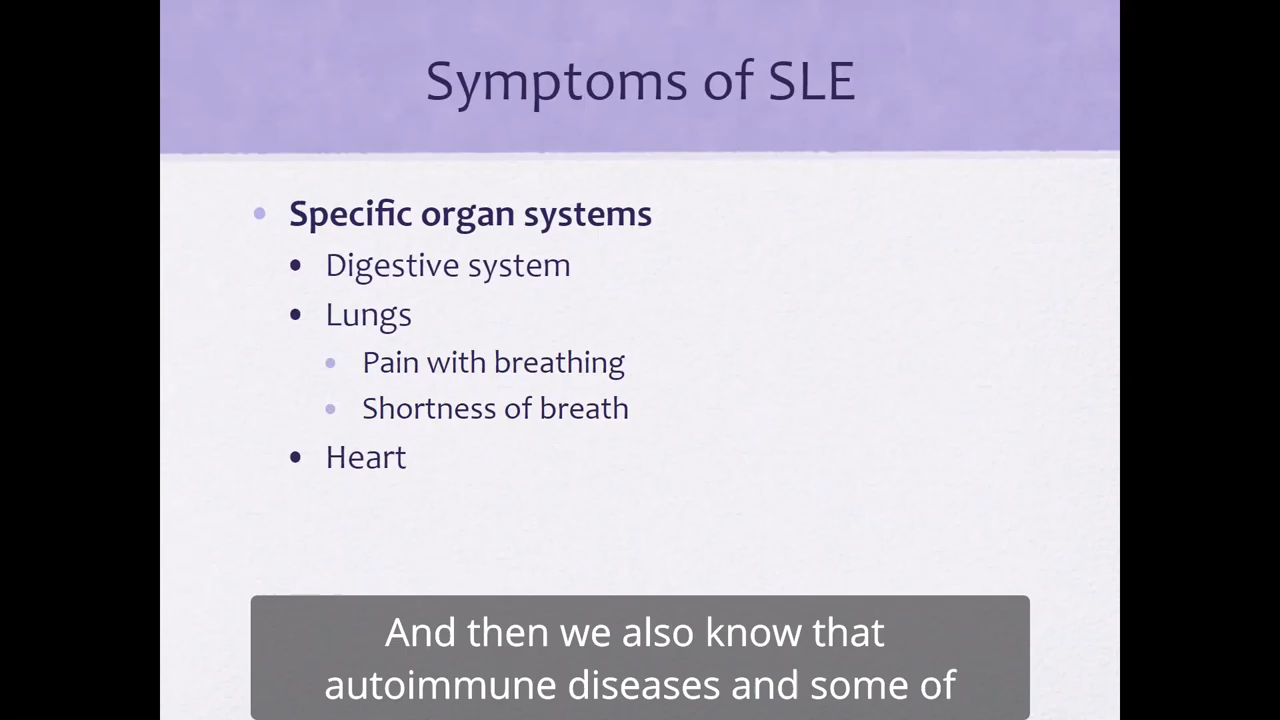 Symptoms of SLE
Specific organ systems
Digestive system
Lungs
Pain with breathing
Shortness of breath
Heart
And then we also know that
autoimmune diseases and some of